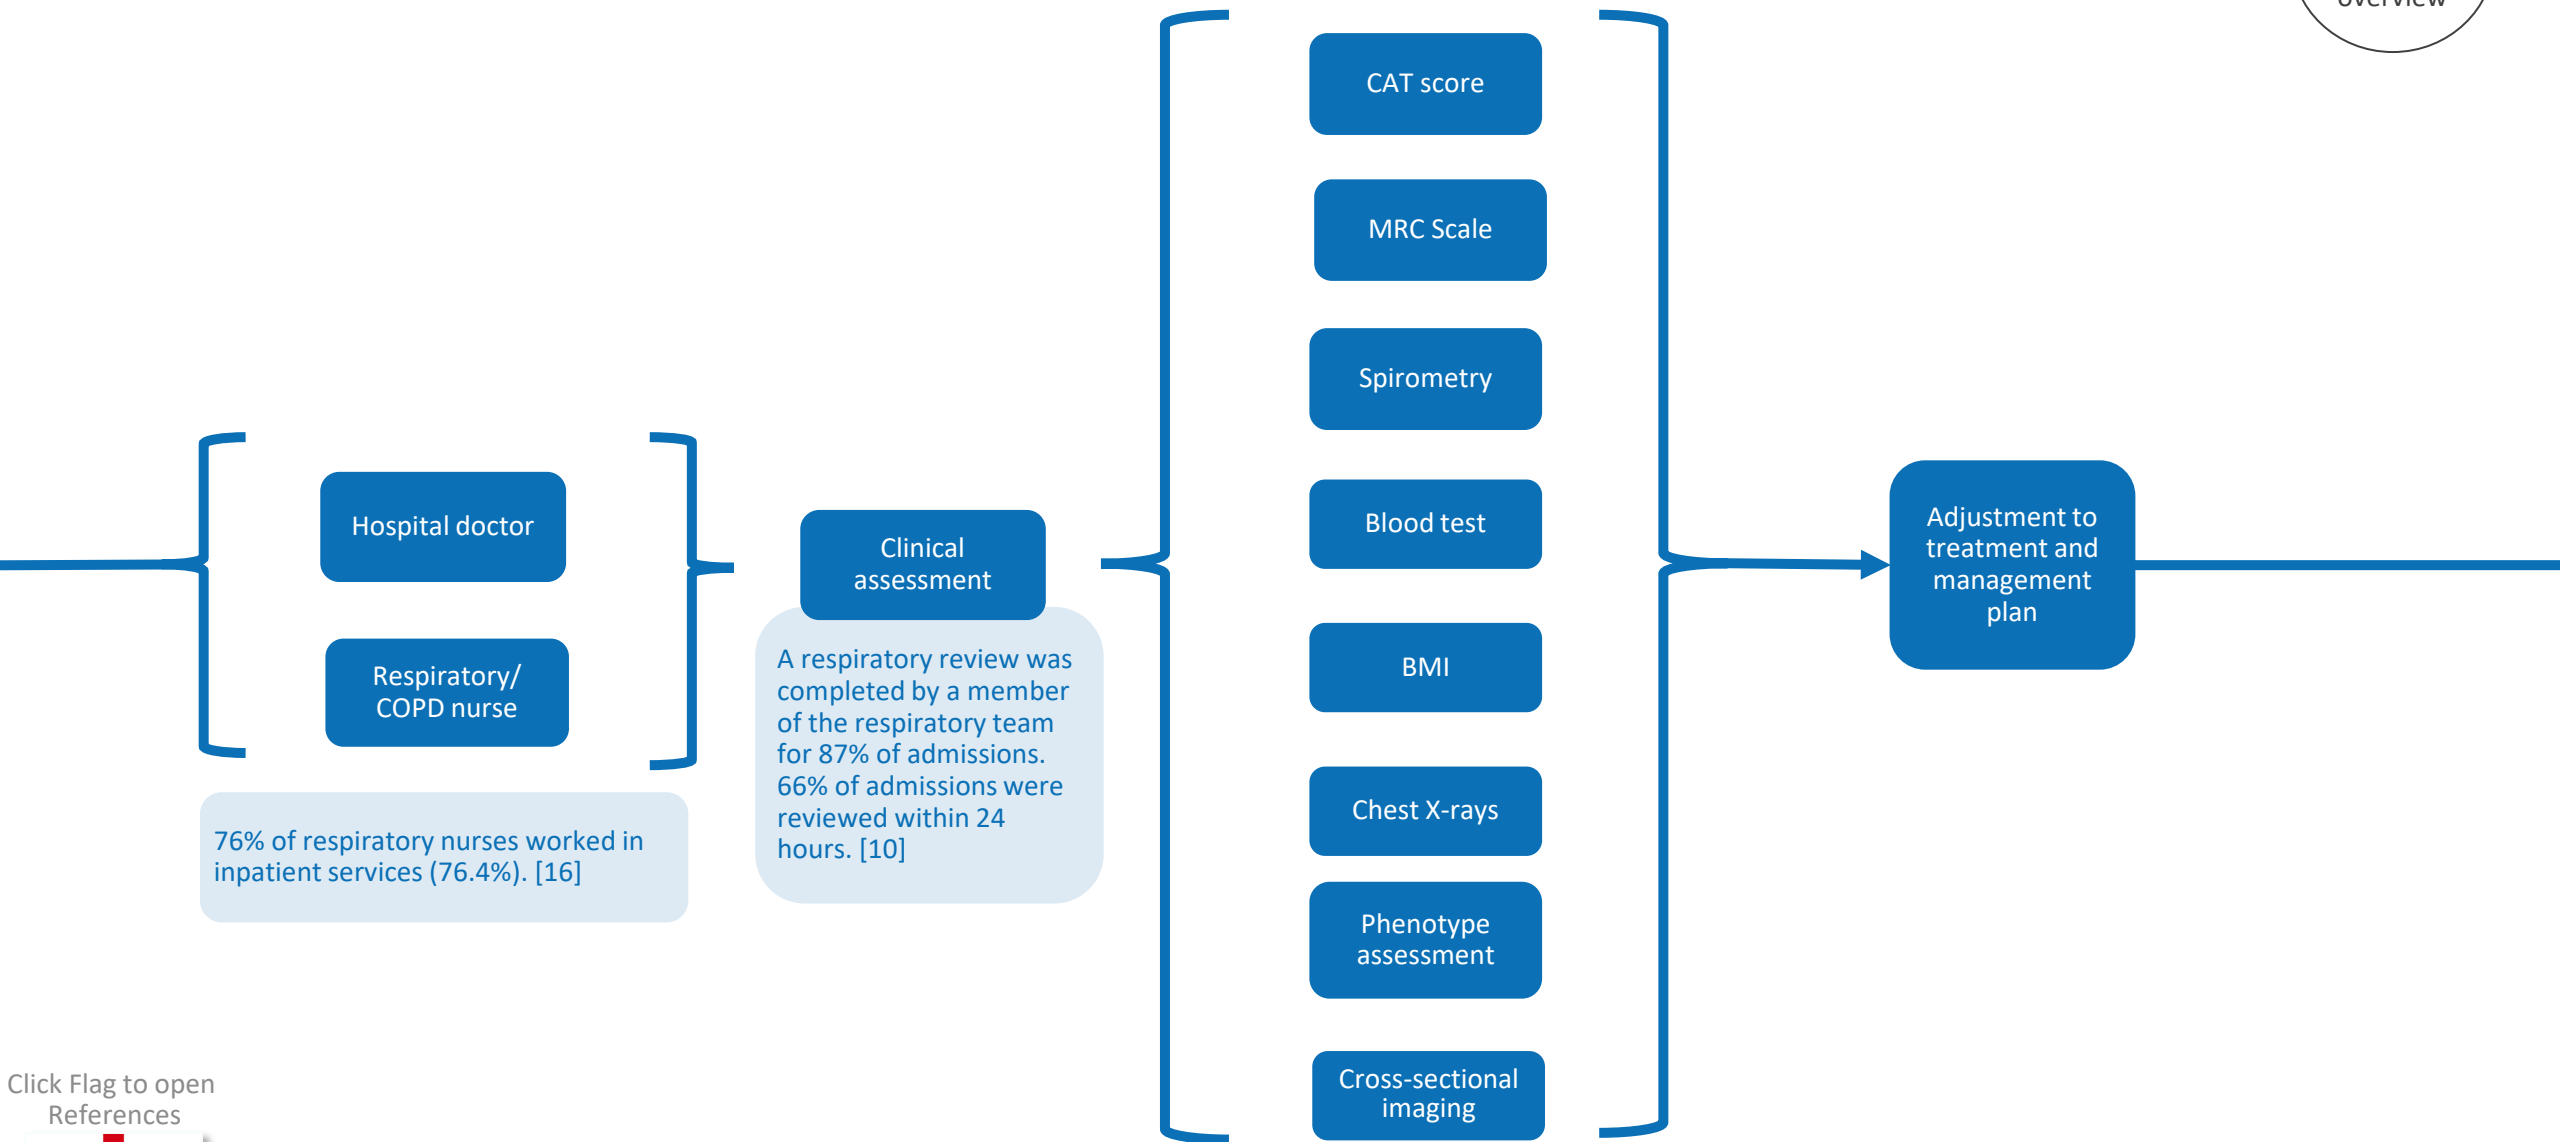 overview
CAT score
MRC Scale
Spirometry
Hospital doctor
Respiratory/
COPD nurse
76% of respiratory nurses worked in
inpatient services (76.4%). [16]
Clinical
assessment
A respiratory review was
completed by a member
of the respiratory team
for 87% of admissions.
66% of admissions were
reviewed within 24
hours. [10]
Blood test
BMI
Chest X-rays
Phenotype
assessment
Cross-sectional
imaging
Adjustment to
treatment and
management
plan
Click Flag to open
References